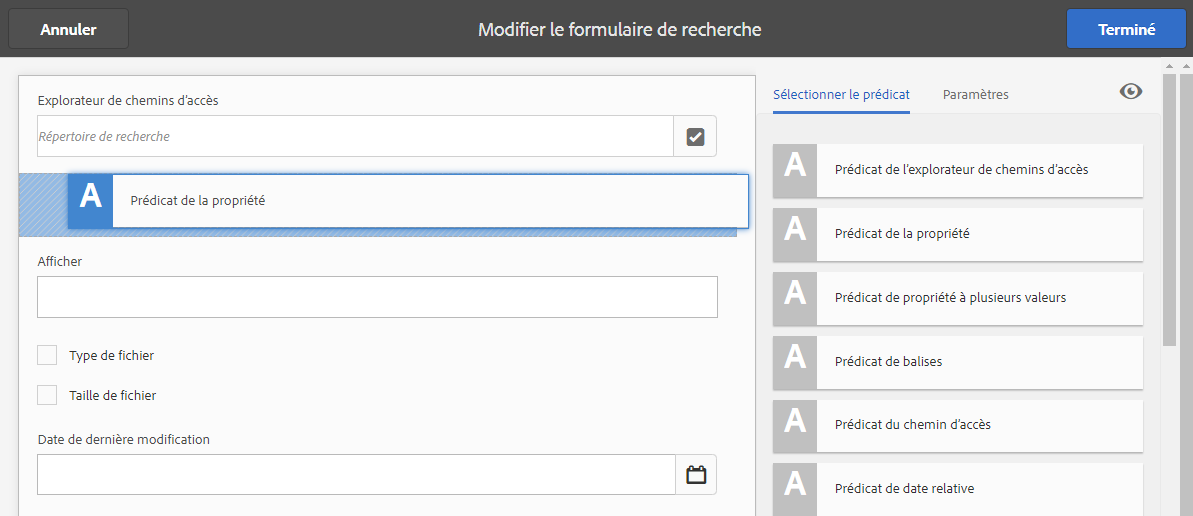 Annuler
Modifier le formulaire de recherche
Terminé
Explorateur de chemins d'accès
Répertoire de recherche
A Prédicat de la propriété
Afficher
Type de fichier
Taille de fichier
Date de dernière modification
Sélectionner le prédicat
Paramètres
A Prédicat de l'explorateur de chemins d'accès
A Prédicat de la propriété
A Prédicat de propriété à plusieurs valeurs
A Prédicat de balises
A Prédicat du chemin d'accès
A Prédicat de date relative